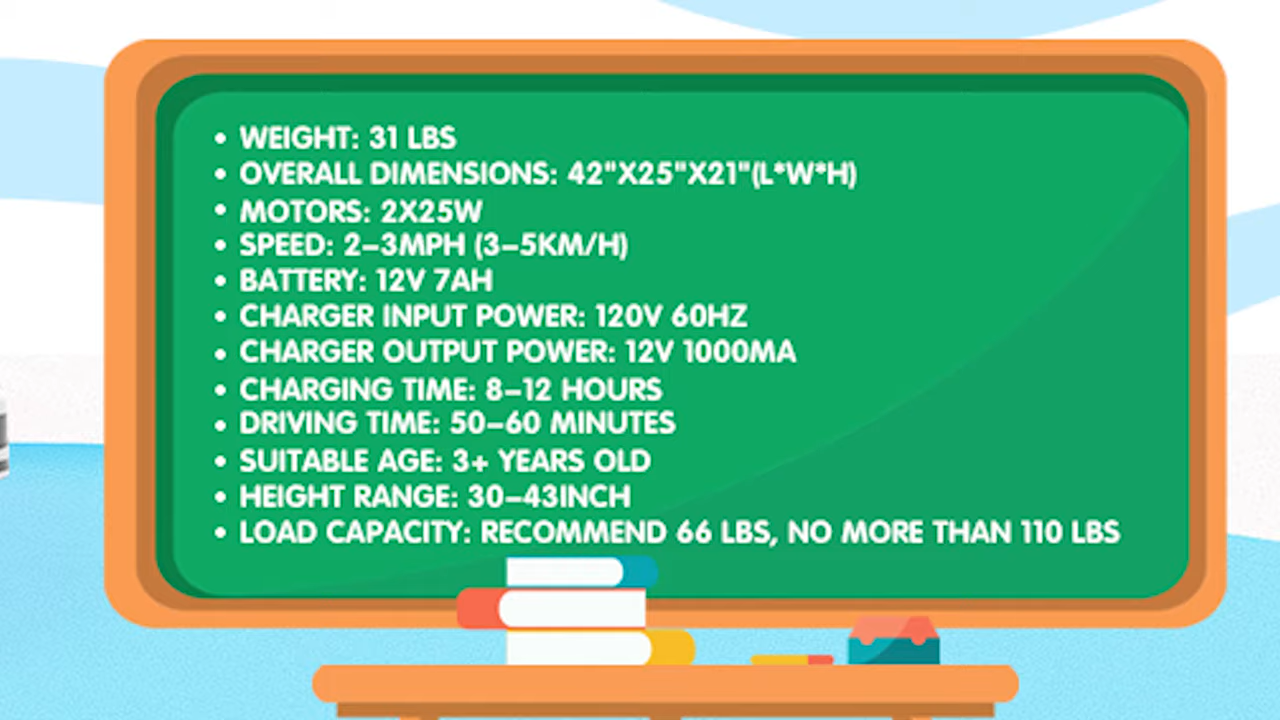 • WEIGHT: 31 LBS
• OVERALL DIMENSIONS: 42"X25"X21"(L*W*H)
• MOTORS: 2X25W
• SPEED: 2–3MPH (3–5KM/H)
• BATTERY: 12V 7AH
• CHARGER INPUT POWER: 120V 60HZ
• CHARGER OUTPUT POWER: 12V 1000MA
• CHARGING TIME: 8–12 HOURS
• DRIVING TIME: 50–60 MINUTES
• SUITABLE AGE: 3+ YEARS OLD
• HEIGHT RANGE: 30–43INCH
• LOAD CAPACITY: RECOMMEND 66 LBS, NO MORE THAN 110 LBS